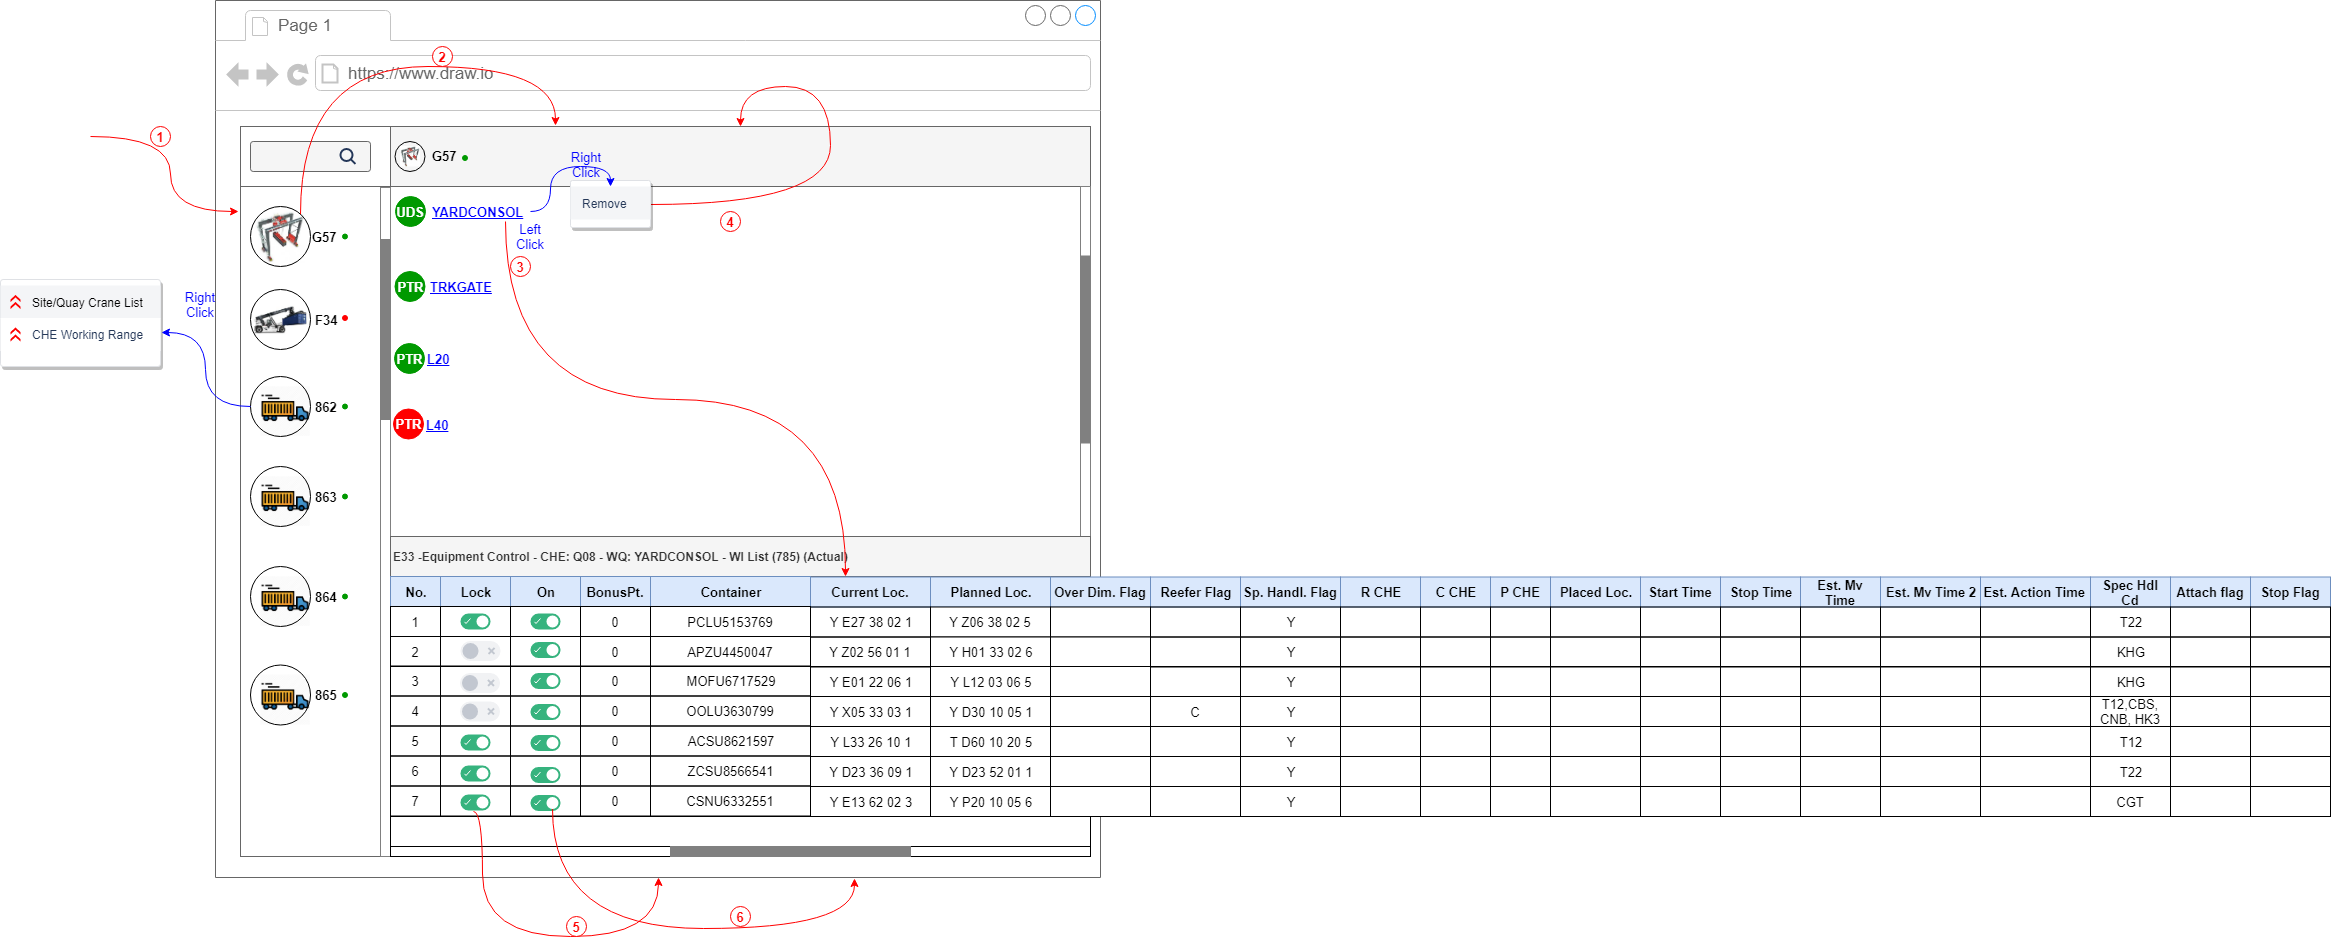 Page 1
https://www.draw.io
1
2
3
4
5
6
G57
Right
Click
Remove
UDS YARDCONSOL
Left
Click
PTR TRKGATE
PTR L20
PTR L40
G57
F34
862
863
864
865
Site/Quay Crane List
CHE Working Range
Right
Click
E33 -Equipment Control - CHE: Q08 - WQ: YARDCONSOL - WI List (785) (Actual)
No. Lock On BonusPt. Container Current Loc. Planned Loc. Over Dim. Flag Reefer Flag Sp. Handl. Flag R CHE C CHE P CHE Placed Loc. Start Time Stop Time Est. Mv Time Est. Mv Time 2 Est. Action Time Spec Hdl Cd Attach flag Stop Flag
1 0 PCLU5153769 Y E27 38 02 1 Y Z06 38 02 5 Y T22
2 0 APZU4450047 Y Z02 56 01 1 Y H01 33 02 6 Y KHG
3 0 MOFU6717529 Y E01 22 06 1 Y L12 03 06 5 Y KHG
4 0 OOLU3630799 Y X05 33 03 1 Y D30 10 05 1 C Y T12,CBS, CNB, HK3
5 0 ACSU8621597 Y L33 26 10 1 T D60 10 20 5 Y T12
6 0 ZCSU8566541 Y D23 36 09 1 Y D23 52 01 1 Y T22
7 0 CSNU6332551 Y E13 62 02 3 Y P20 10 05 6 Y CGT